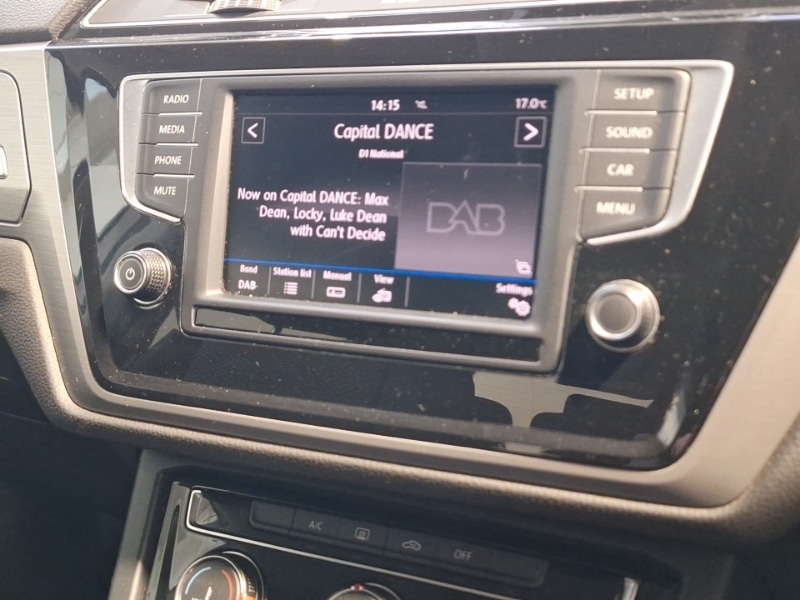 RADIO
MEDIA
PHONE
MUTE
14:15
17.0°C
Capital DANCE
D1 National
Now on Capital DANCE: Max
Dean, Locky, Luke Dean
with Can't Decide
DAB
Band
DAB
Station list
Manual
View
Settings
SETUP
SOUND
CAR
MENU
A/C
OFF